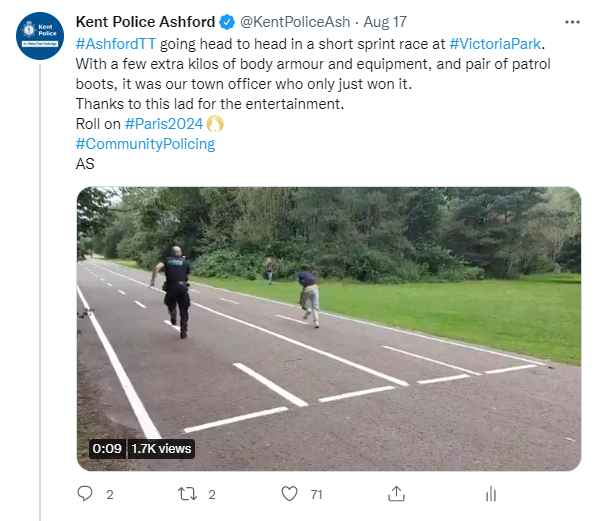 Kent Police Ashford @KentPoliceAsh · Aug 17
Kent
Police
#AshfordTT going head to head in a short sprint race at #VictoriaPark.
With a few extra kilos of body armour and equipment, and pair of patrol
boots, it was our town officer who only just won it.
Thanks to this lad for the entertainment.
Roll on #Paris2024
#CommunityPolicing
AS
0:09 1.7K views
2 2 71